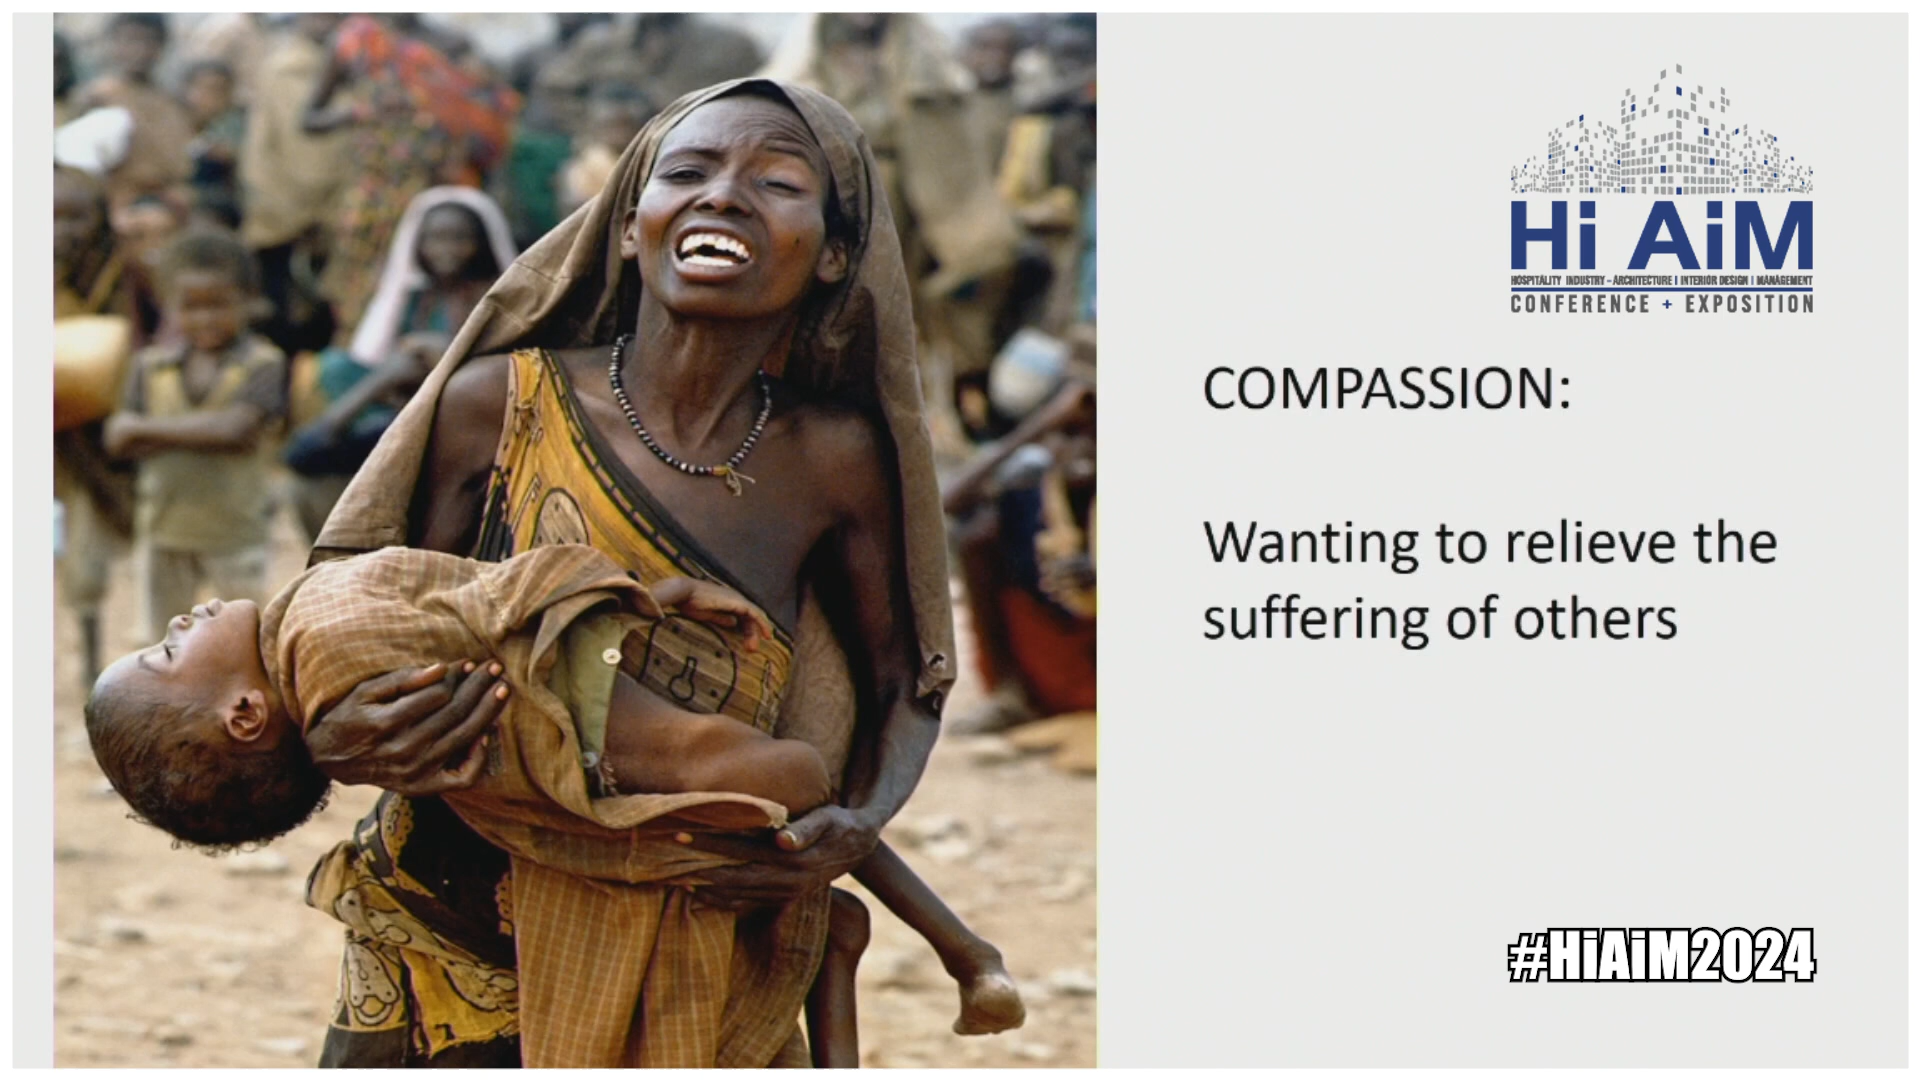 Hi AiM
HOSPITALITY INDUSTRY - ARCHITECTURE | INTERIOR DESIGN | MANAGEMENT
CONFERENCE + EXPOSITION
COMPASSION:
Wanting to relieve the
suffering of others
#HiAiM2024